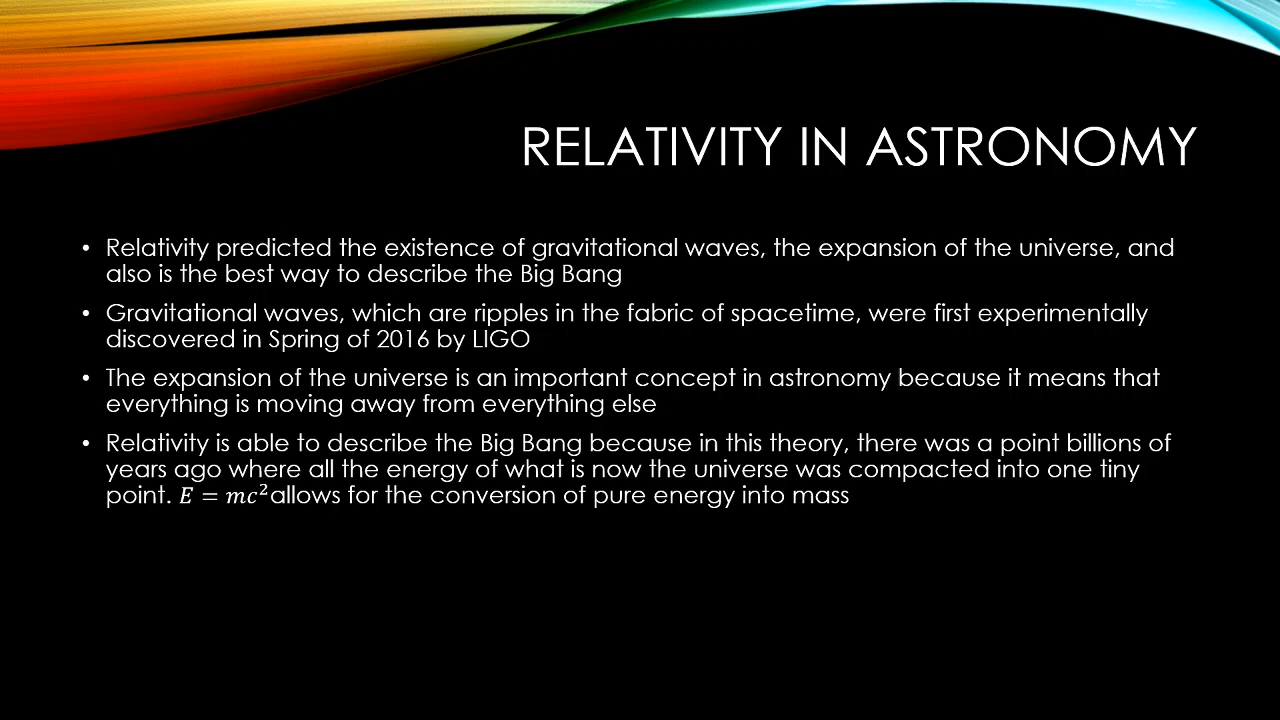 RELATIVITY IN ASTRONOMY
• Relativity predicted the existence of gravitational waves, the expansion of the universe, and
also is the best way to describe the Big Bang
• Gravitational waves, which are ripples in the fabric of spacetime, were first experimentally
discovered in Spring of 2016 by LIGO
• The expansion of the universe is an important concept in astronomy because it means that
everything is moving away from everything else
• Relativity is able to describe the Big Bang because in this theory, there was a point billions of
years ago where all the energy of what is now the universe was compacted into one tiny
point. 𝐸 = 𝑚𝑐² allows for the conversion of pure energy into mass